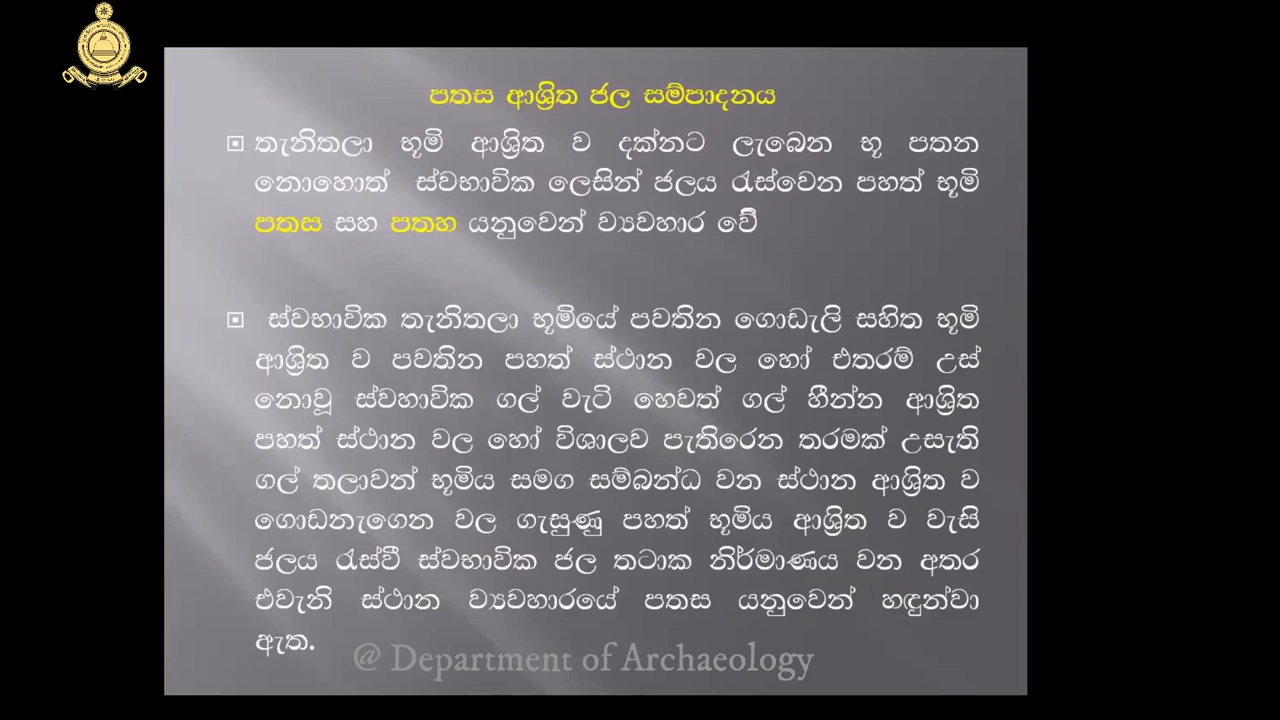 පතස ආශ්‍රිත ජල සම්පාදනය
තැනිතලා භූමි ආශ්‍රිත ව දක්නට ලැබෙන භූ පතන
නොහොත් ස්වභාවික ලෙසින් ජලය රැස්වෙන පහත් භූමි
පතස සහ පතහ යනුවෙන් ව්‍යවහාර වේ
ස්වභාවික තැනිතලා භූමියේ පවතින ගොඩැලි සහිත භූමි
ආශ්‍රිත ව පවතින පහත් ස්ථාන වල හෝ එතරම් උස්
නොවූ ස්වභාවික ගල් වැටි හෙවත් ගල් හීන්න ආශ්‍රිත
පහත් ස්ථාන වල හෝ විශාලව පැතිරෙන තරමක් උසැති
ගල් තලාවන් භූමිය සමග සම්බන්ධ වන ස්ථාන ආශ්‍රිත ව
ගොඩනැගෙන වල ගැසුණු පහත් භූමිය ආශ්‍රිත ව වැසි
ජලය රැස්වී ස්වභාවික ජල තටාක නිර්මාණය වන අතර
එවැනි ස්ථාන ව්‍යවහාරයේ පතස යනුවෙන් හඳුන්වා
ඇත.
@ Department of Archaeology